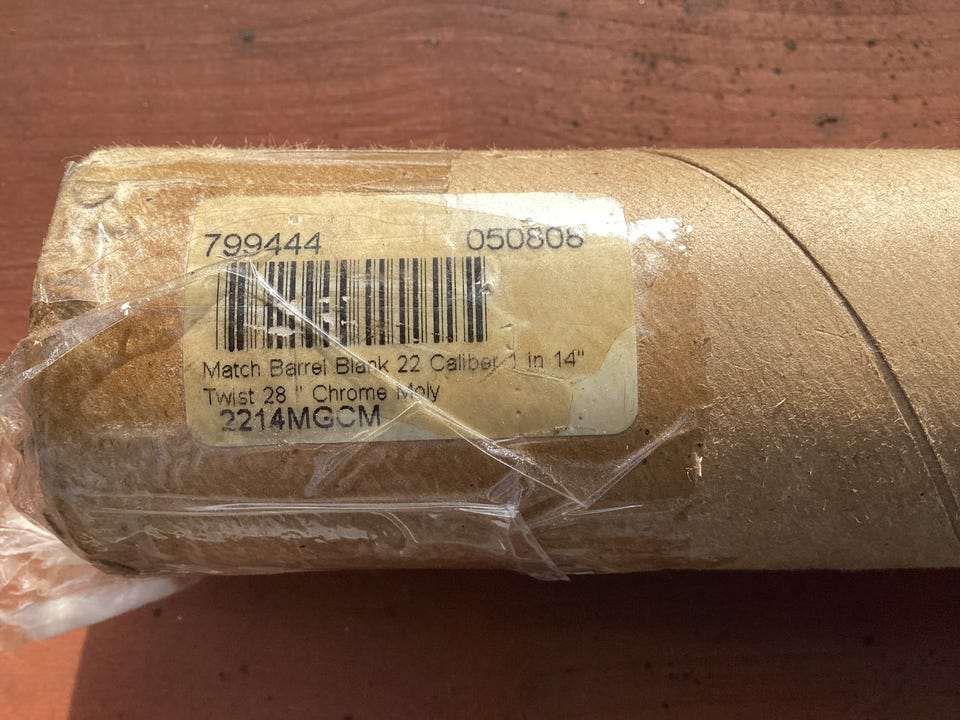 799444 050808
Match Barrel Blank 22 Caliber 1 in 14"
Twist 28 " Chrome Moly
2214MGCM